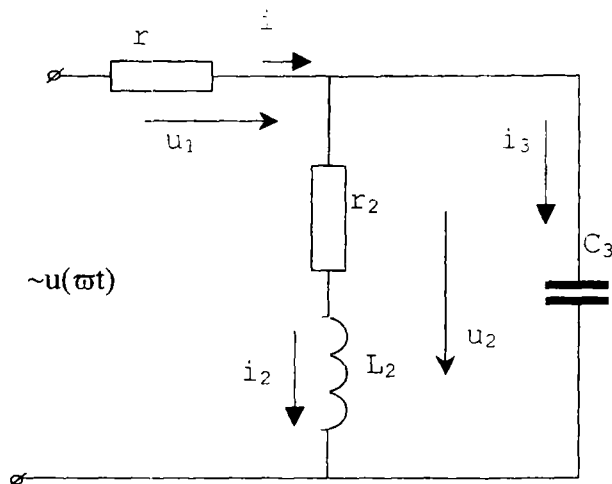 r
i
u₁
i₃
r₂
C₃
~u(ϖt)
u₂
i₂
L₂